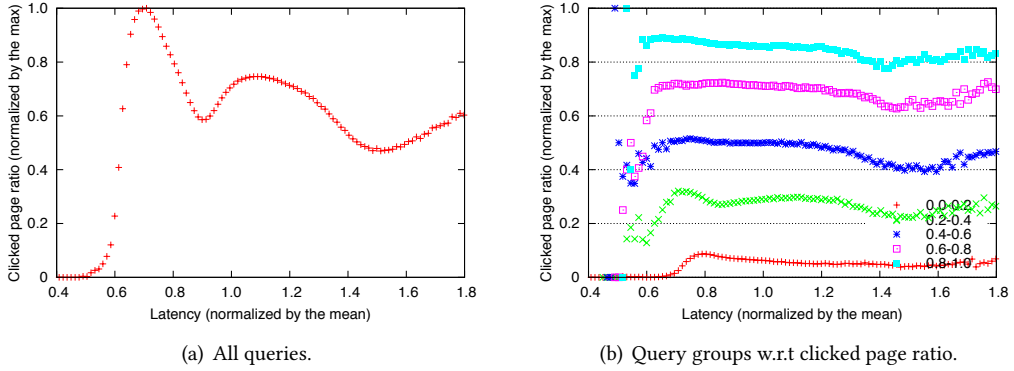 Clicked page ratio (normalized by the max)
1.0
0.8
0.6
0.4
0.2
0
0.4 0.6 0.8 1.0 1.2 1.4 1.6 1.8
Latency (normalized by the mean)
(a) All queries.
Clicked page ratio (normalized by the max)
1.0
0.8
0.6
0.4
0.2
0
0.0-0.2
0.2-0.4
0.4-0.6
0.6-0.8
0.8-1.0
0.4 0.6 0.8 1.0 1.2 1.4 1.6 1.8
Latency (normalized by the mean)
(b) Query groups w.r.t clicked page ratio.